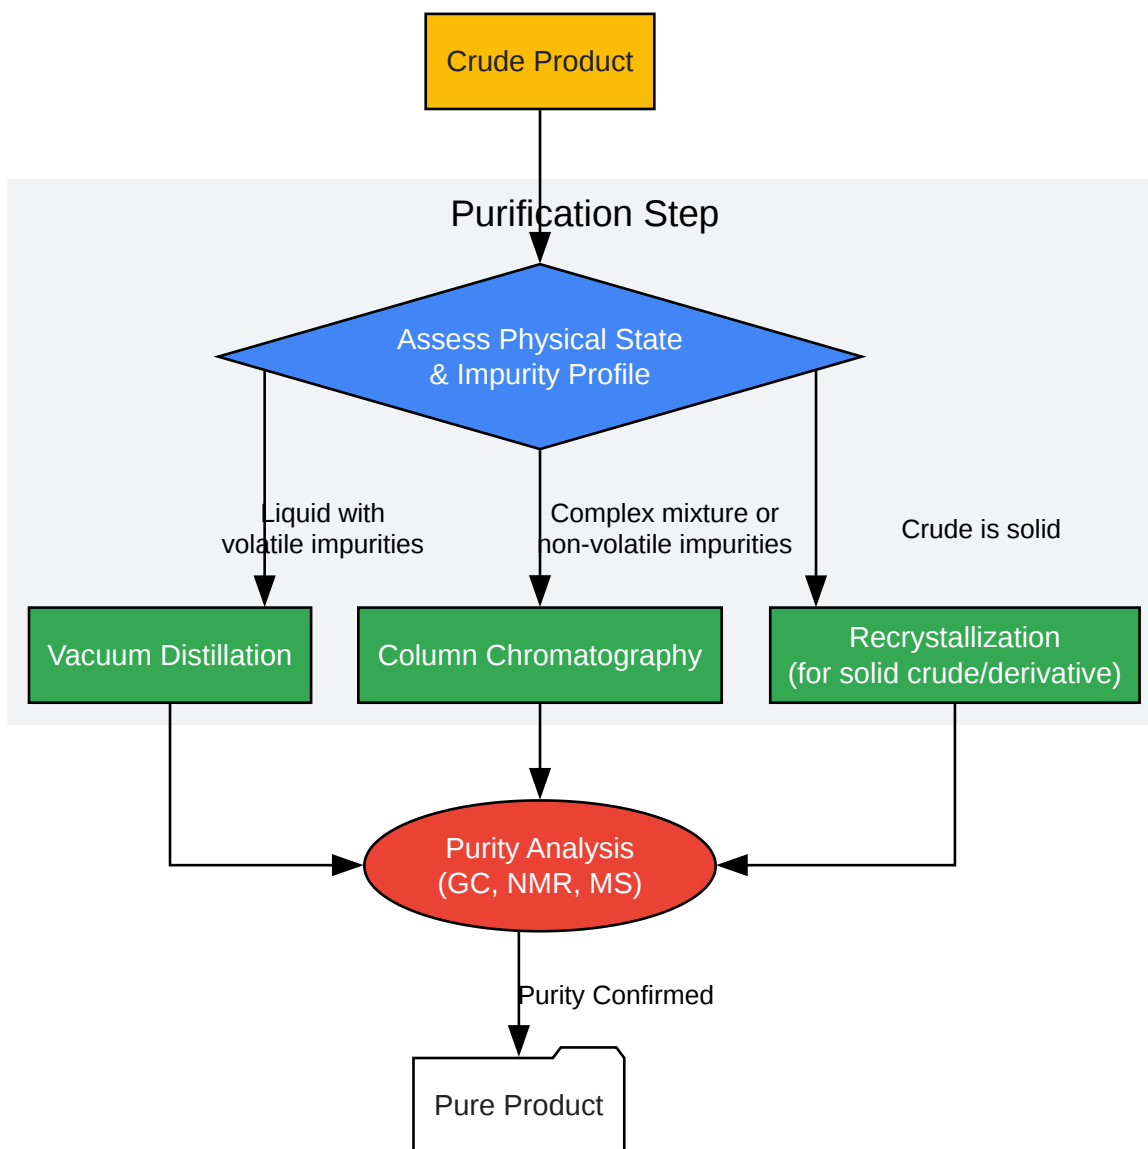 Crude Product
Purification Step
Assess Physical State
& Impurity Profile
Liquid with
volatile impurities
Complex mixture or
non-volatile impurities
Crude is solid
Vacuum Distillation
Column Chromatography
Recrystallization
(for solid crude/derivative)
Purity Analysis
(GC, NMR, MS)
Purity Confirmed
Pure Product